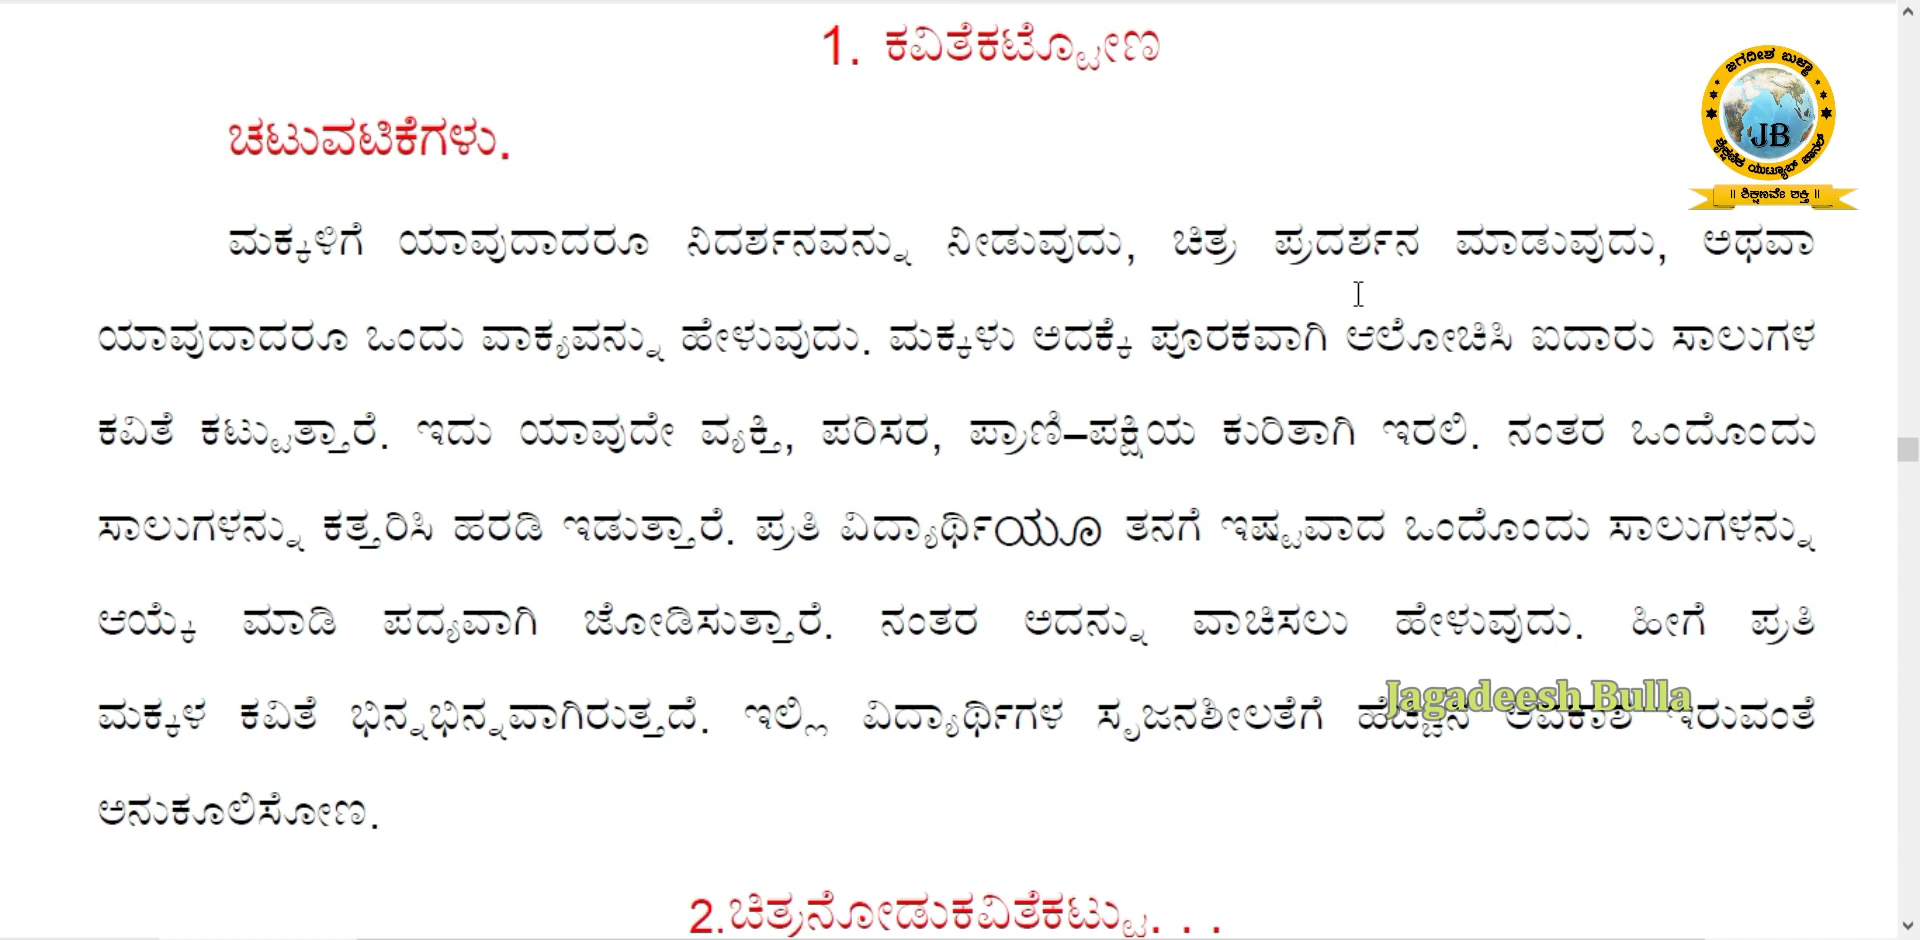 1. ಕವಿತೆಕಟ್ಟೋಣ
ಚಟುವಟಿಕೆಗಳು.
ಜಗದೀಶ ಬುಳ್ಳಾ
JB
ಶೈಕ್ಷಣಿಕ ಯುಟ್ಯೂಬ್ ಚಾನಲ್
|| ಶಿಕ್ಷಣವೇ ಶಕ್ತಿ ||
ಮಕ್ಕಳಿಗೆ ಯಾವುದಾದರೂ ನಿದರ್ಶನವನ್ನು ನೀಡುವುದು, ಚಿತ್ರ ಪ್ರದರ್ಶನ ಮಾಡುವುದು, ಅಥವಾ
ಯಾವುದಾದರೂ ಒಂದು ವಾಕ್ಯವನ್ನು ಹೇಳುವುದು. ಮಕ್ಕಳು ಅದಕ್ಕೆ ಪೂರಕವಾಗಿ ಆಲೋಚಿಸಿ ಐದಾರು ಸಾಲುಗಳ
ಕವಿತೆ ಕಟ್ಟುತ್ತಾರೆ. ಇದು ಯಾವುದೇ ವ್ಯಕ್ತಿ, ಪರಿಸರ, ಪ್ರಾಣಿ–ಪಕ್ಷಿಯ ಕುರಿತಾಗಿ ಇರಲಿ. ನಂತರ ಒಂದೊಂದು
ಸಾಲುಗಳನ್ನು ಕತ್ತರಿಸಿ ಹರಡಿ ಇಡುತ್ತಾರೆ. ಪ್ರತಿ ವಿದ್ಯಾರ್ಥಿಯೂ ತನಗೆ ಇಷ್ಟವಾದ ಒಂದೊಂದು ಸಾಲುಗಳನ್ನು
ಆಯ್ಕೆ ಮಾಡಿ ಪದ್ಯವಾಗಿ ಜೋಡಿಸುತ್ತಾರೆ. ನಂತರ ಅದನ್ನು ವಾಚಿಸಲು ಹೇಳುವುದು. ಹೀಗೆ ಪ್ರತಿ
Jagadeesh Bulla
ಮಕ್ಕಳ ಕವಿತೆ ಭಿನ್ನಭಿನ್ನವಾಗಿರುತ್ತದೆ. ಇಲ್ಲಿ ವಿದ್ಯಾರ್ಥಿಗಳ ಸೃಜನಶೀಲತೆಗೆ ಹೆಚ್ಚಿನ ಅವಕಾಶ ಇರುವಂತೆ
ಅನುಕೂಲಿಸೋಣ.
2.ಚಿತ್ರನೋಡುಕವಿತೆಕಟ್ಟು. . .